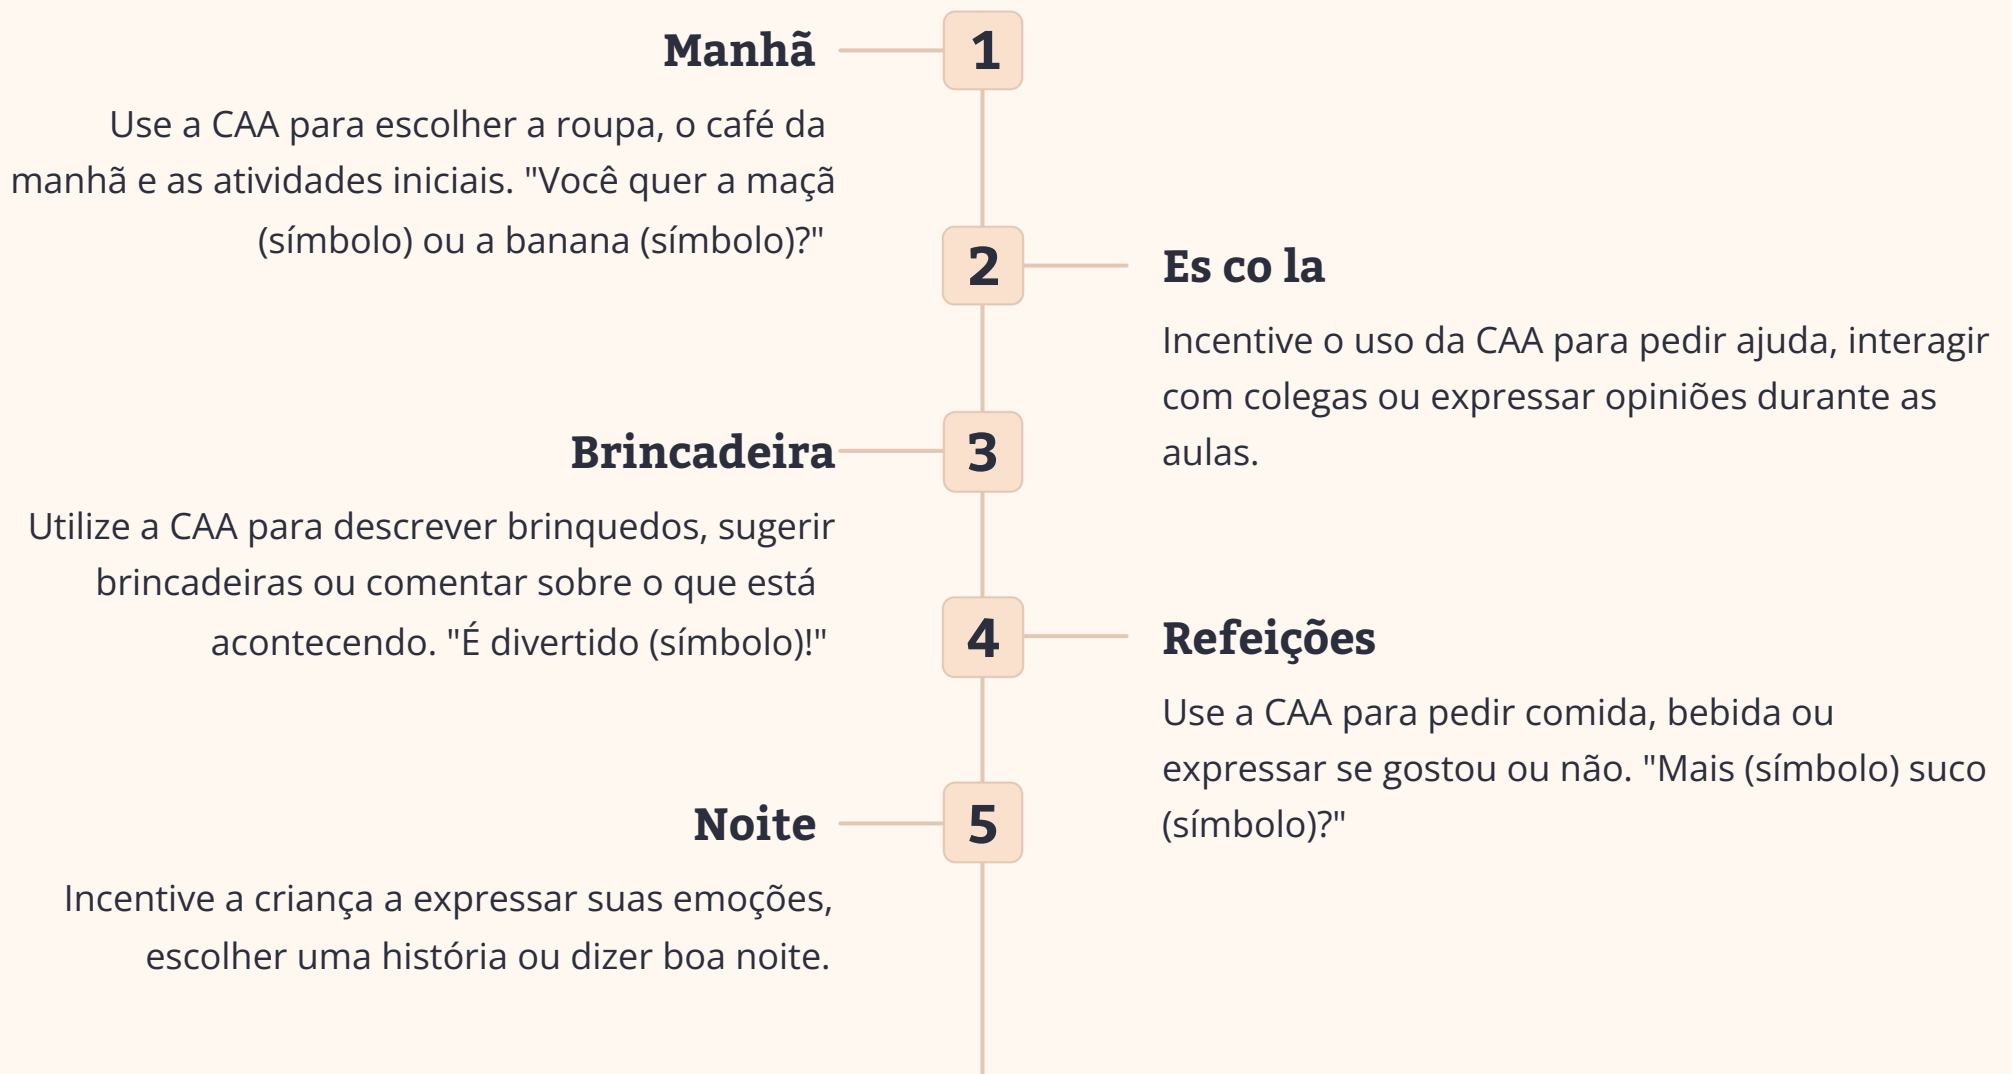 Manhã
1
Use a CAA para escolher a roupa, o café da
manhã e as atividades iniciais. "Você quer a maçã
(símbolo) ou a banana (símbolo)?"
2
Es co la
Incentive o uso da CAA para pedir ajuda, interagir
com colegas ou expressar opiniões durante as
aulas.
Brincadeira
3
Utilize a CAA para descrever brinquedos, sugerir
brincadeiras ou comentar sobre o que está
acontecendo. "É divertido (símbolo)!"
4
Refeições
Use a CAA para pedir comida, bebida ou
expressar se gostou ou não. "Mais (símbolo) suco
(símbolo)?"
Noite
5
Incentive a criança a expressar suas emoções,
escolher uma história ou dizer boa noite.